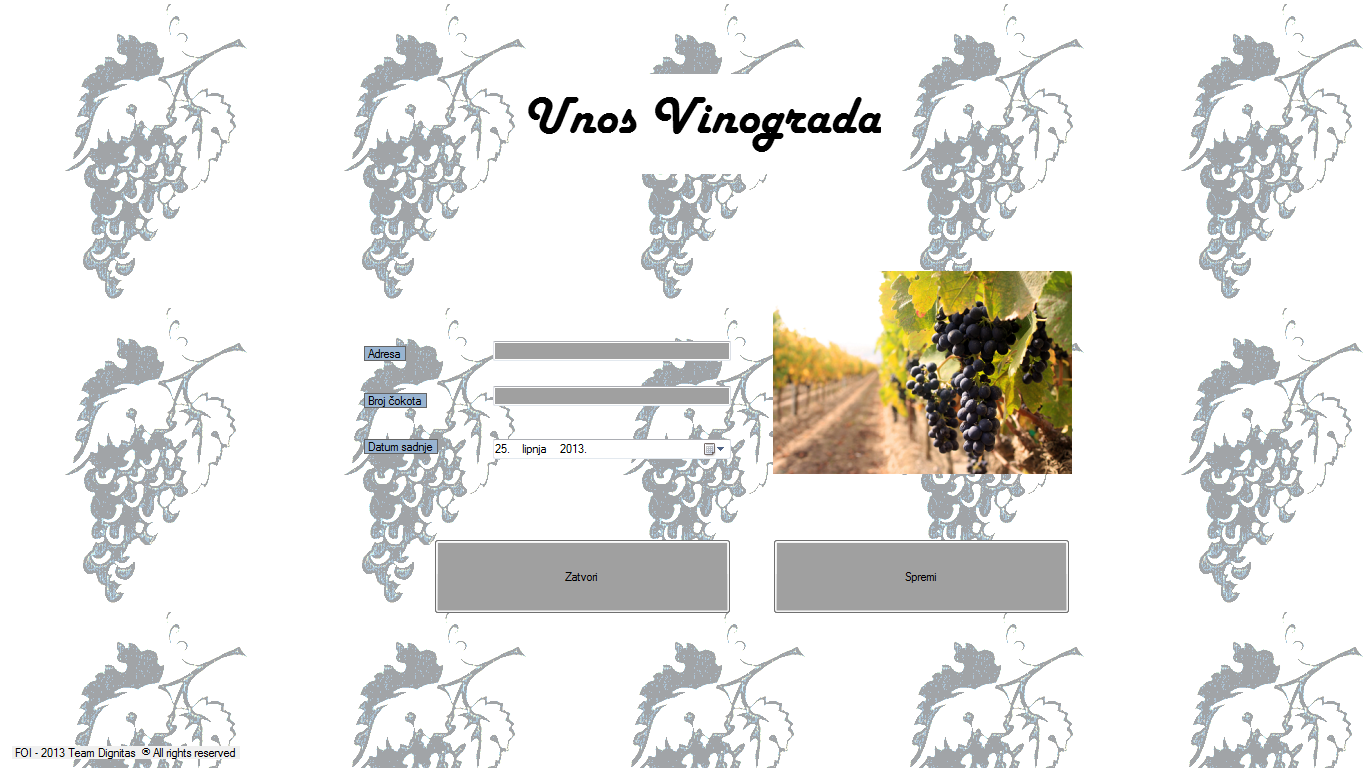 Unos Vinograda
Adresa
Broj čokota
Datum sadnje
25. lipnja 2013.
Zatvori
Spremi
FOI - 2013 Team Dignitas ® All rights reserved